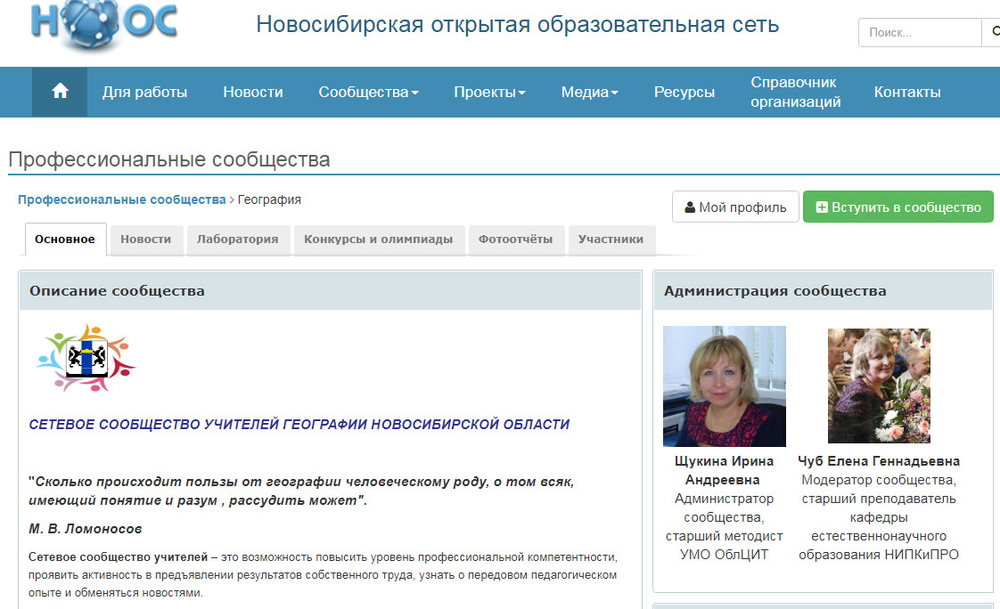 НООС
Новосибирская открытая образовательная сеть
Поиск...
Для работы
Новости
Сообщества
Проекты
Медиа
Ресурсы
Справочник
организаций
Контакты
Профессиональные сообщества
Профессиональные сообщества › География
Мой профиль
Вступить в сообщество
Основное
Новости
Лаборатория
Конкурсы и олимпиады
Фотоотчёты
Участники
Описание сообщества
СЕТЕВОЕ СООБЩЕСТВО УЧИТЕЛЕЙ ГЕОГРАФИИ НОВОСИБИРСКОЙ ОБЛАСТИ
"Сколько происходит пользы от географии человеческому роду, о том всяк,
имеющий понятие и разум , рассудить может".
М. В. Ломоносов
Сетевое сообщество учителей – это возможность повысить уровень профессиональной компетентности,
проявить активность в предъявлении результатов собственного труда, узнать о передовом педагогическом
опыте и обменяться новостями.
Администрация сообщества
Щукина Ирина
Андреевна
Администратор
сообщества,
старший методист
УМО ОблЦИТ
Чуб Елена Геннадьевна
Модератор сообщества,
старший преподаватель
кафедры
естественнонаучного
образования НИПКиПРО